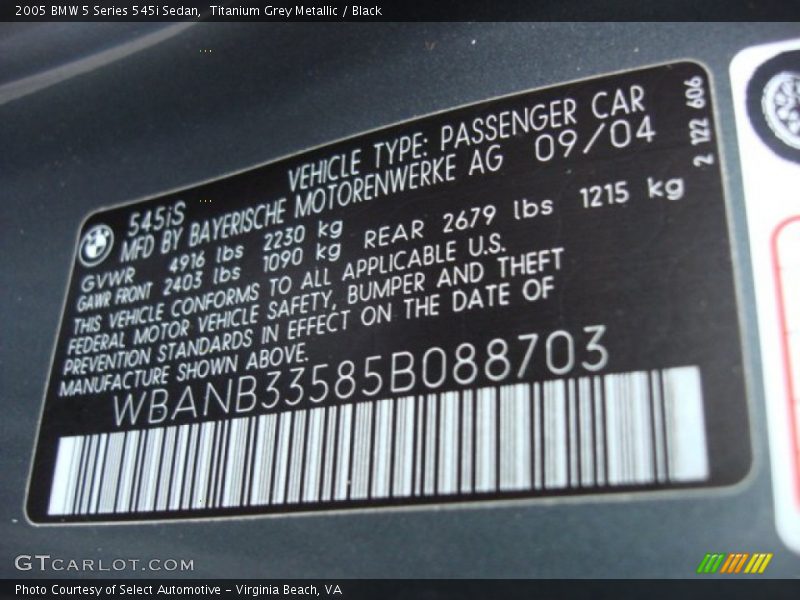 2005 BMW 5 Series 545i Sedan,  Titanium Grey Metallic / Black
VEHICLE TYPE: PASSENGER CAR
545iS
MFD BY BAYERISCHE MOTORENWERKE AG 09/04
GVWR 4916 lbs 2230 kg
GAWR FRONT 2403 lbs 1090 kg REAR 2679 lbs 1215 kg
THIS VEHICLE CONFORMS TO ALL APPLICABLE U.S.
FEDERAL MOTOR VEHICLE SAFETY, BUMPER AND THEFT
PREVENTION STANDARDS IN EFFECT ON THE DATE OF
MANUFACTURE SHOWN ABOVE.
WBANB33585B088703
2 122 606
GTCARLOT.COM
Photo Courtesy of Select Automotive - Virginia Beach, VA